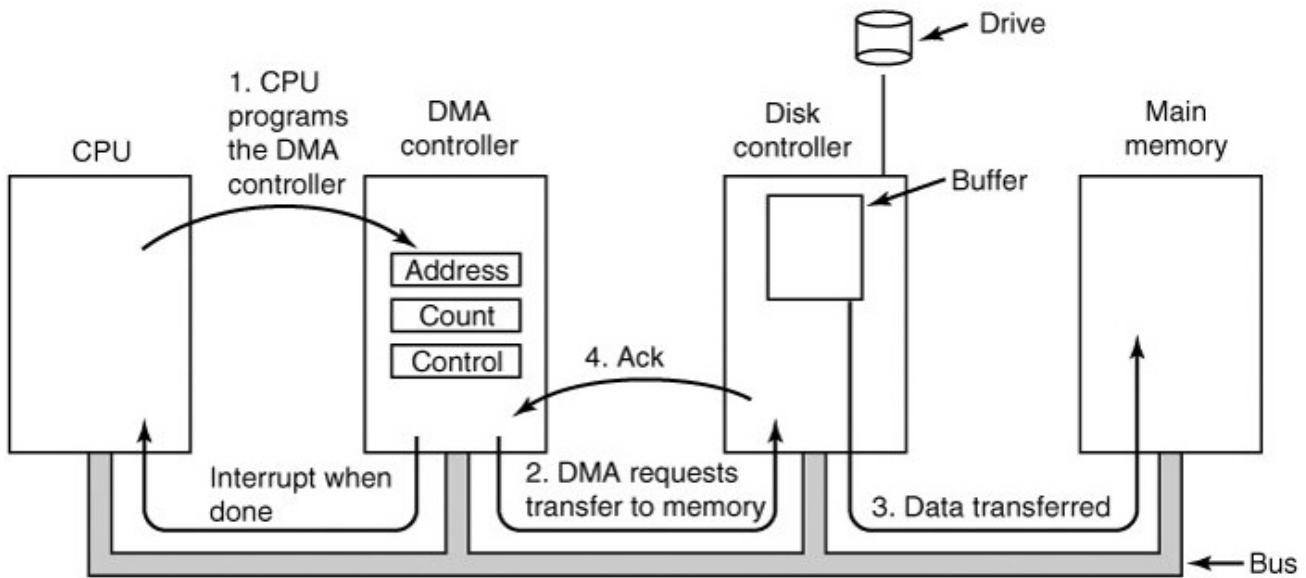 Drive
1. CPU
programs
the DMA
controller
CPU
DMA
controller
Disk
controller
Main
memory
Buffer
Address
Count
Control
4. Ack
Interrupt when
done
2. DMA requests
transfer to memory
3. Data transferred
Bus